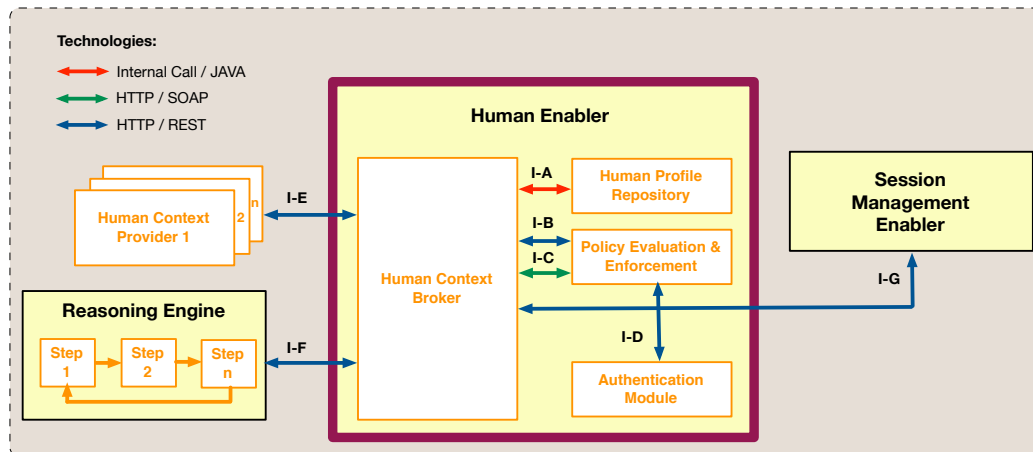 Technologies:
Internal Call / JAVA
HTTP / SOAP
HTTP / REST
Human Enabler
I-A
Human Profile
Repository
I-B
Policy Evaluation &
Enforcement
I-C
I-D
Authentication
Module
Human Context
Broker
I-E
n
2
Human Context
Provider 1
Reasoning Engine
Step
1
Step
2
Step
n
I-F
Session
Management
Enabler
I-G